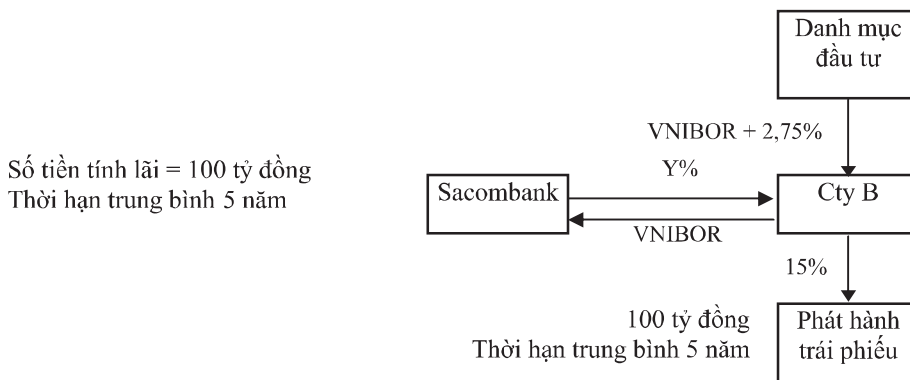 Danh mục
đầu tư
VNIBOR + 2,75%
Số tiền tính lãi = 100 tỷ đồng
Thời hạn trung bình 5 năm
Y%
Sacombank
Cty B
VNIBOR
15%
100 tỷ đồng
Thời hạn trung bình 5 năm
Phát hành
trái phiếu